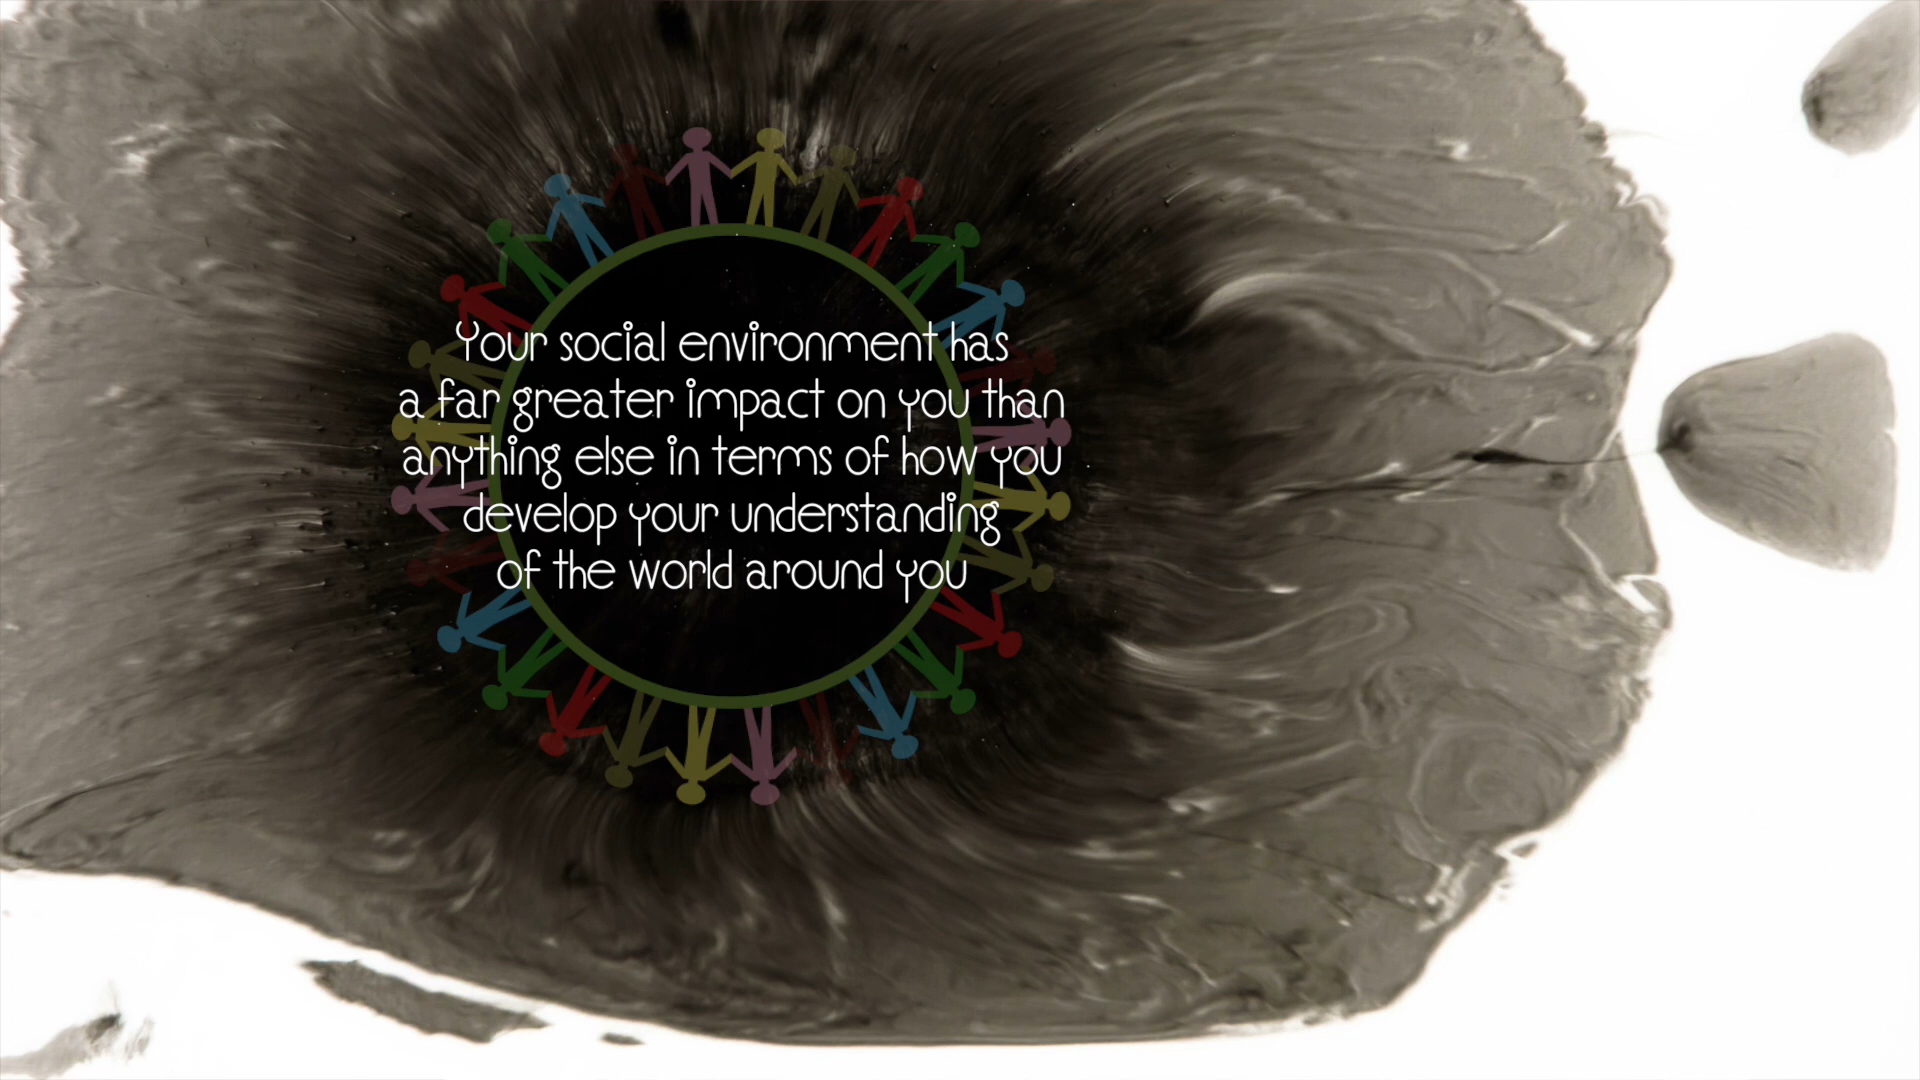 Your social environment has
a far greater impact on you than
anything else in terms of how you
develop your understanding
of the world around you